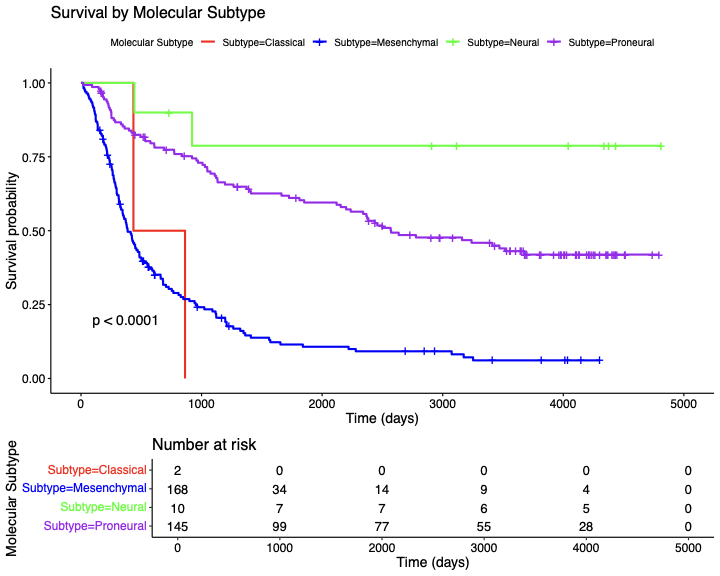 Survival by Molecular Subtype
Molecular Subtype Subtype=Classical Subtype=Mesenchymal Subtype=Neural Subtype=Proneural
Survival probability
1.00
0.75
0.50
0.25
0.00
p < 0.0001
0 1000 2000 3000 4000 5000
Time (days)
Number at risk
Molecular Subtype
Subtype=Classical 2 0 0 0 0 0
Subtype=Mesenchymal 168 34 14 9 4 0
Subtype=Neural 10 7 7 6 5 0
Subtype=Proneural 145 99 77 55 28 0
0 1000 2000 3000 4000 5000
Time (days)